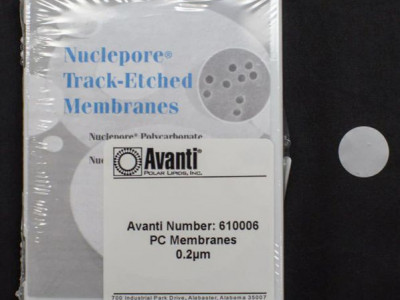 Nuclepore®
Track-Etched
Membranes
Nuclepore® Polycarbonate
Nuc
Avanti®
POLAR LIPIDS, INC.
Avanti Number: 610006
PC Membranes
0.2µm
700 Industrial Park Drive, Alabaster, Alabama 35007